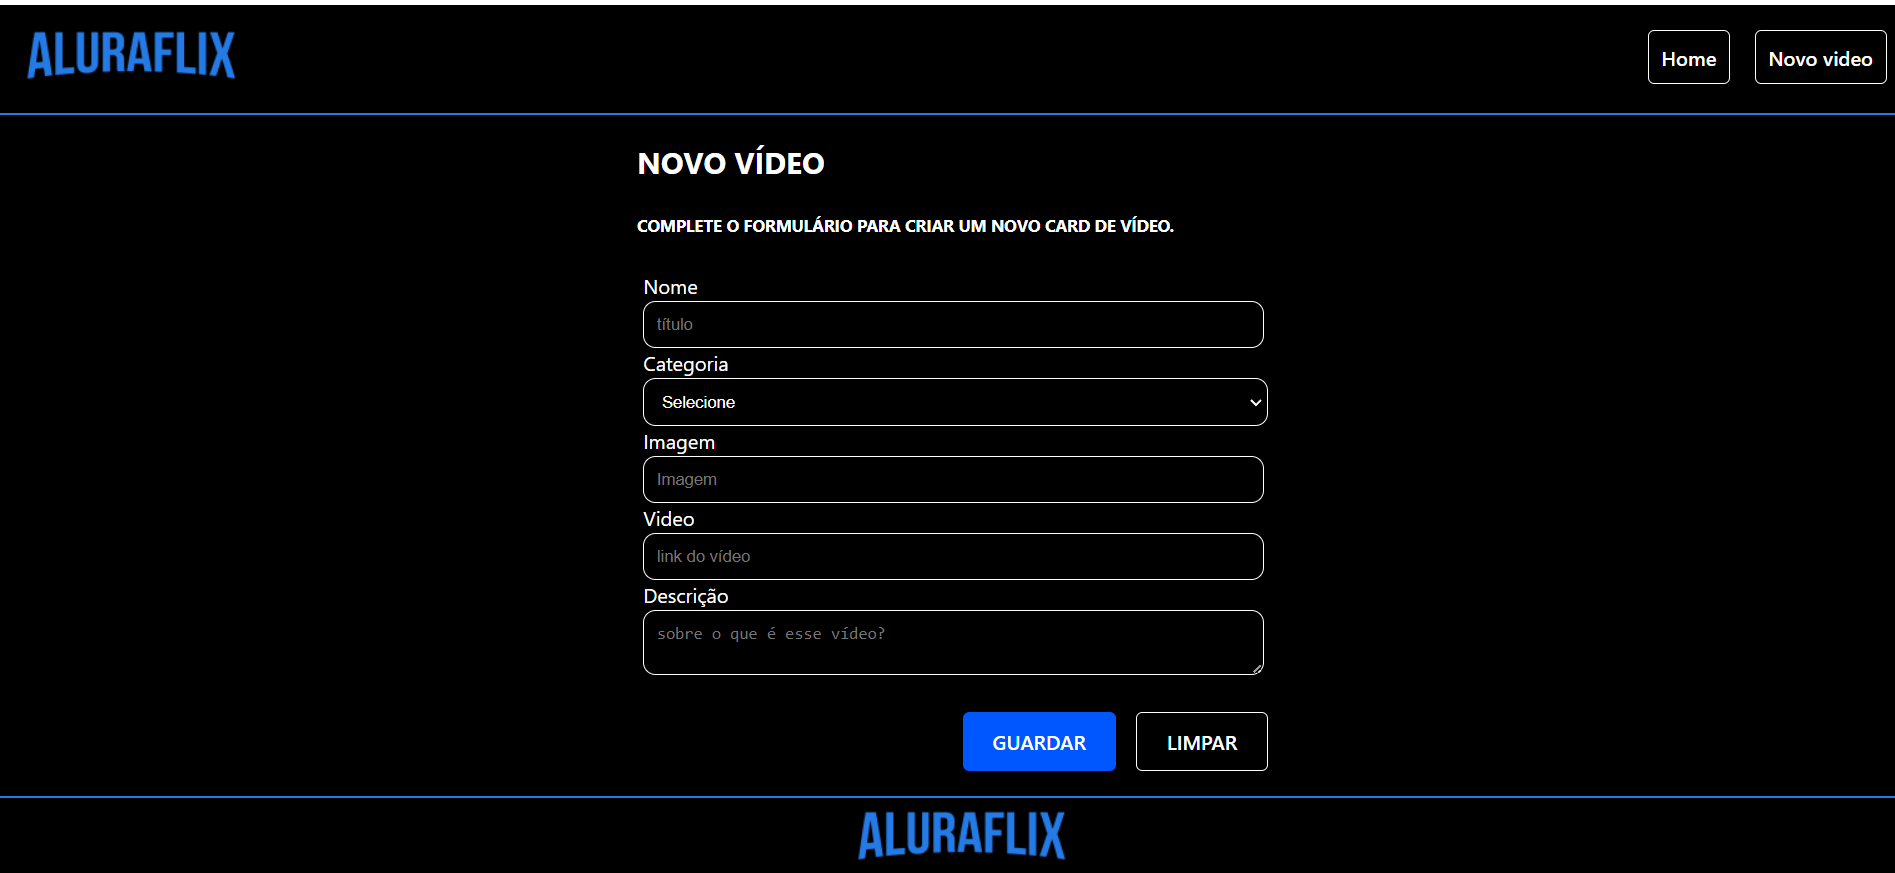 ALURAFLIX
Home
Novo video
NOVO VÍDEO
COMPLETE O FORMULÁRIO PARA CRIAR UM NOVO CARD DE VÍDEO.
Nome
título
Categoria
Selecione
Imagem
Imagem
Video
link do vídeo
Descrição
sobre o que é esse vídeo?
GUARDAR
LIMPAR
ALURAFLIX